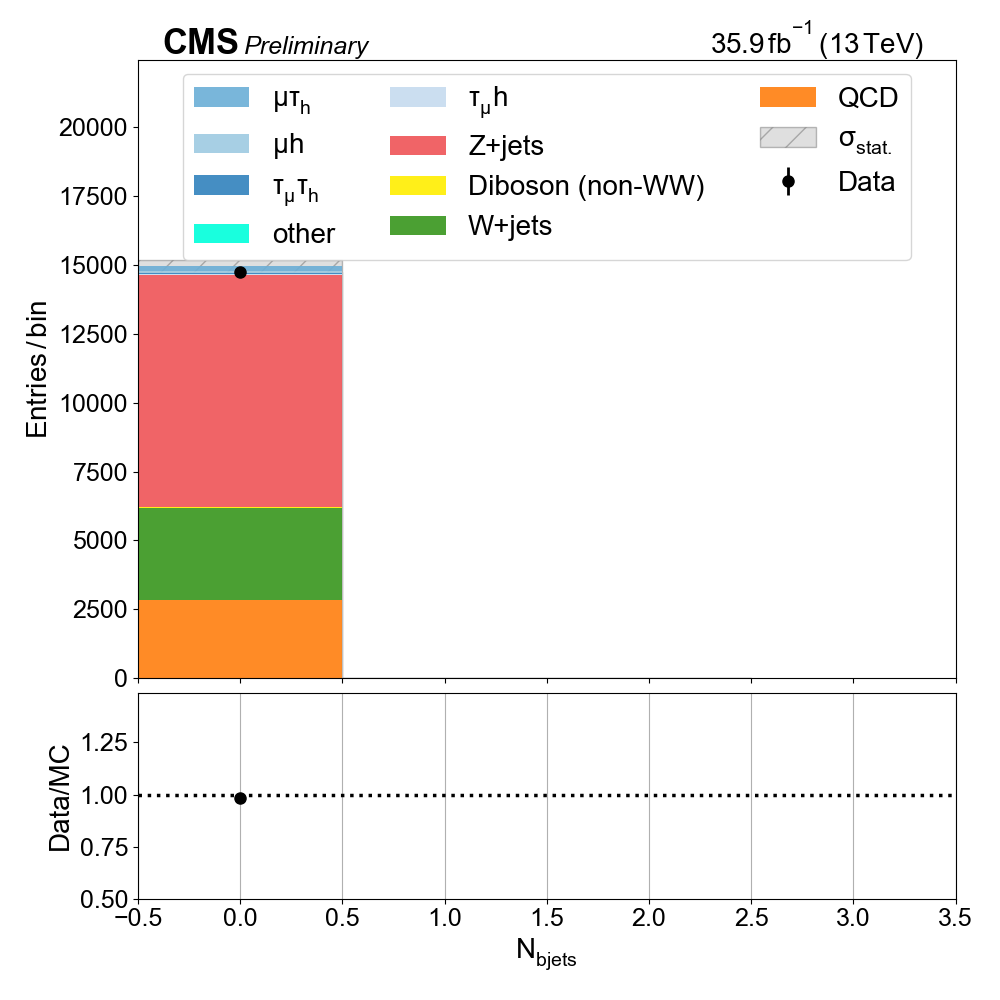 CMS Preliminary 35.9 fb⁻¹ (13 TeV)
μτh τμh QCD
μh Z+jets σstat.
τμτh Diboson (non-WW) Data
other W+jets
20000
17500
15000
12500
10000
7500
5000
2500
0
Entries / bin
1.25
1.00
0.75
0.50
Data/MC
−0.5 0.0 0.5 1.0 1.5 2.0 2.5 3.0 3.5
Nbjets